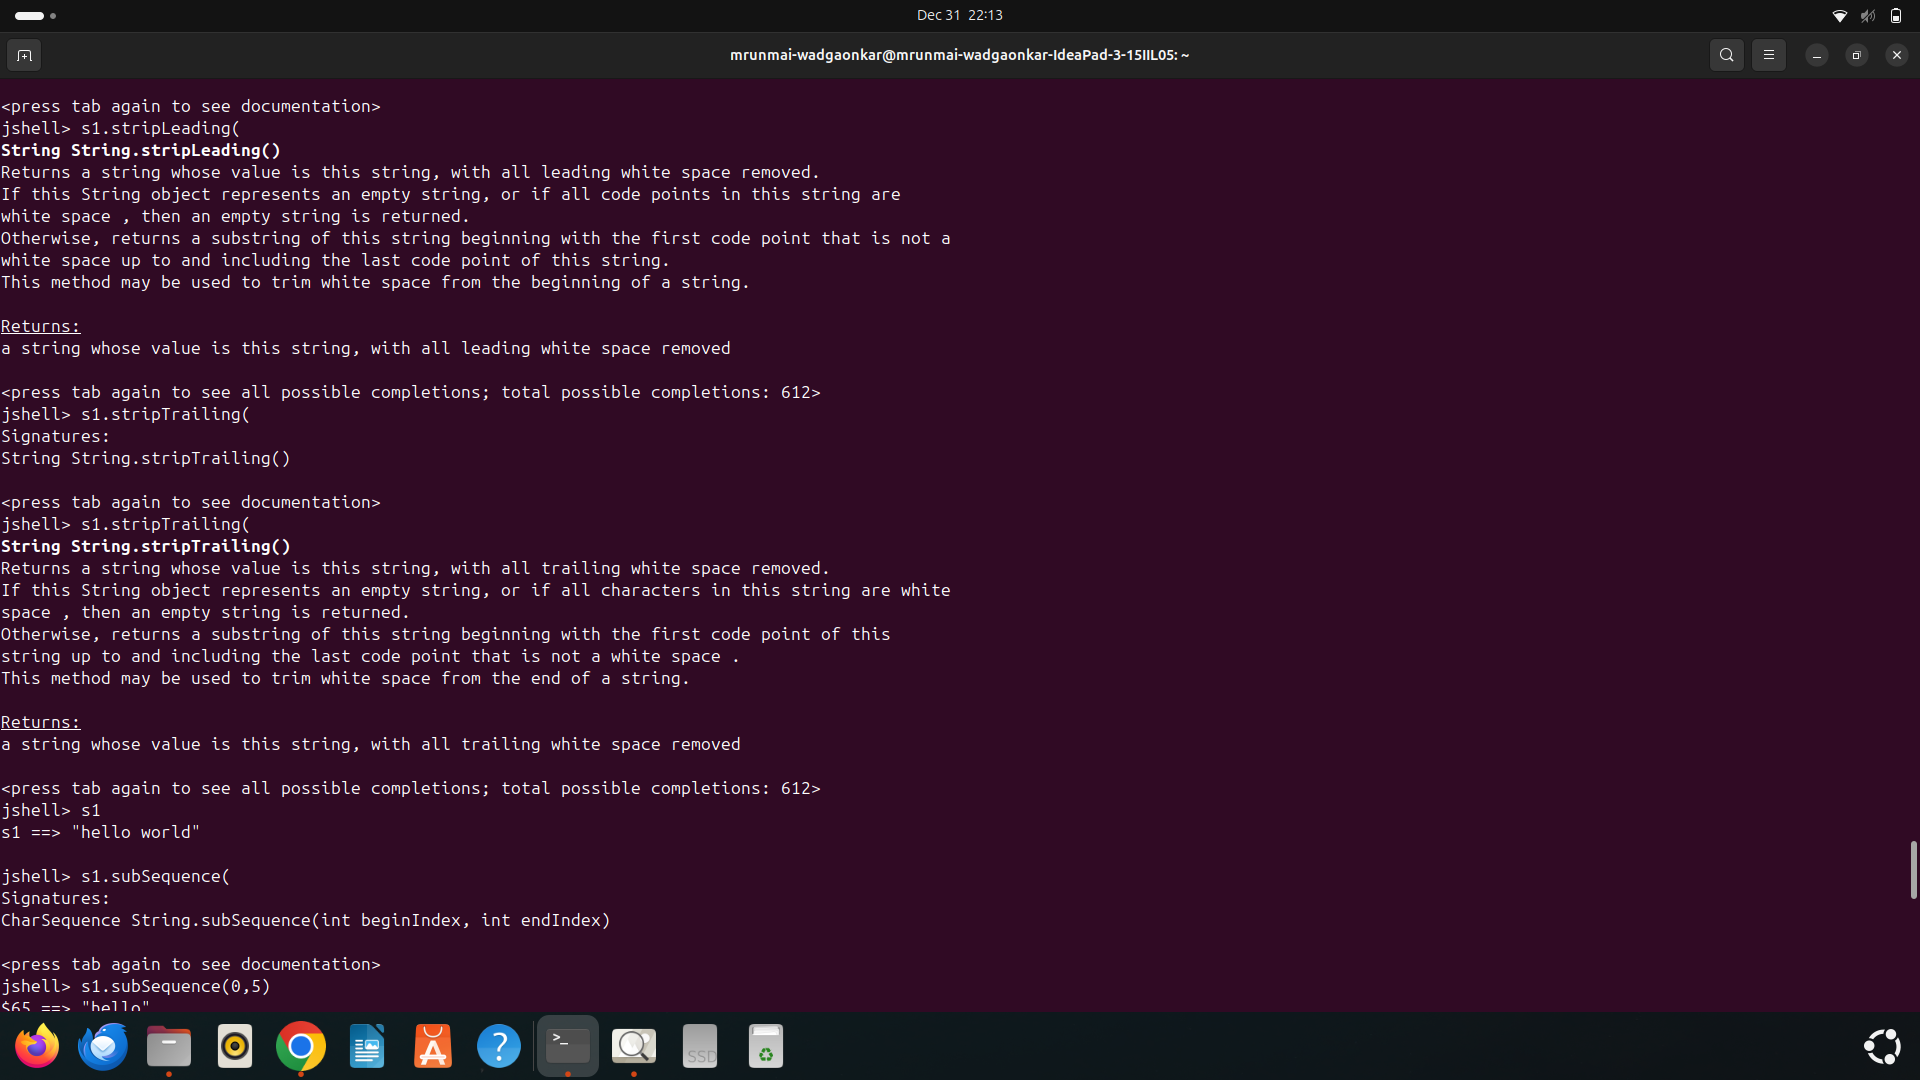 Dec 31 22:13
mrunmai-wadgaonkar@mrunmai-wadgaonkar-IdeaPad-3-15IIL05: ~
<press tab again to see documentation>
jshell> s1.stripLeading(
String String.stripLeading()
Returns a string whose value is this string, with all leading white space removed.
If this String object represents an empty string, or if all code points in this string are
white space , then an empty string is returned.
Otherwise, returns a substring of this string beginning with the first code point that is not a
white space up to and including the last code point of this string.
This method may be used to trim white space from the beginning of a string.
Returns:
a string whose value is this string, with all leading white space removed
<press tab again to see all possible completions; total possible completions: 612>
jshell> s1.stripTrailing(
Signatures:
String String.stripTrailing()
<press tab again to see documentation>
jshell> s1.stripTrailing(
String String.stripTrailing()
Returns a string whose value is this string, with all trailing white space removed.
If this String object represents an empty string, or if all characters in this string are white
space , then an empty string is returned.
Otherwise, returns a substring of this string beginning with the first code point of this
string up to and including the last code point that is not a white space .
This method may be used to trim white space from the end of a string.
Returns:
a string whose value is this string, with all trailing white space removed
<press tab again to see all possible completions; total possible completions: 612>
jshell> s1
s1 ==> "hello world"
jshell> s1.subSequence(
Signatures:
CharSequence String.subSequence(int beginIndex, int endIndex)
<press tab again to see documentation>
jshell> s1.subSequence(0,5)
$65 ==> "hello"
>_
?
SSD